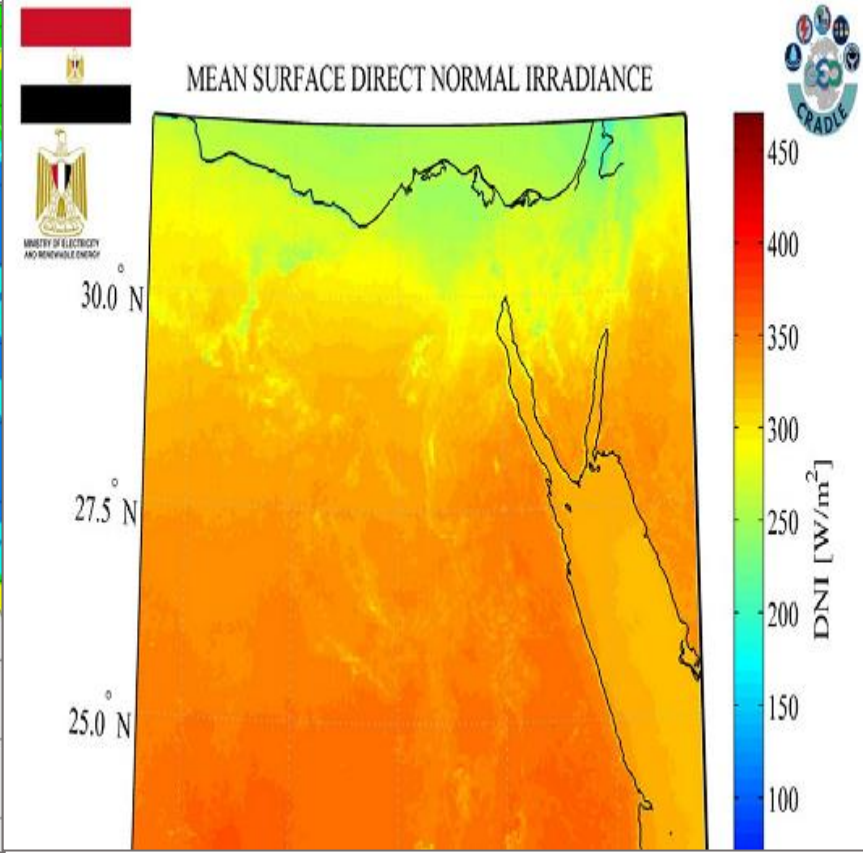 MEAN SURFACE DIRECT NORMAL IRRADIANCE
MINISTRY OF ELECTRICITY
AND RENEWABLE ENERGY
CRADLE
30.0° N
27.5° N
25.0° N
450
400
350
300
250
200
150
100
DNI [W/m²]